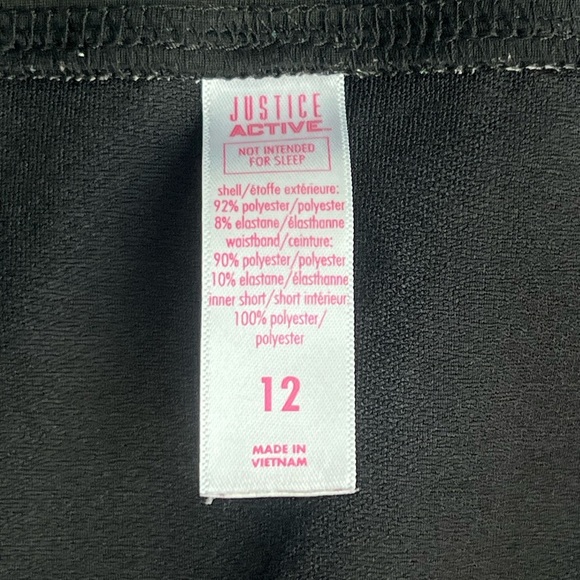 JUSTICE
ACTIVE™
NOT INTENDED
FOR SLEEP
shell/étoffe extérieure:
92% polyester/polyester
8% elastane/élasthanne
waistband/ceinture:
90% polyester/polyester
10% elastane/élasthanne
inner short/short intérieur:
100% polyester/
polyester
12
MADE IN
VIETNAM